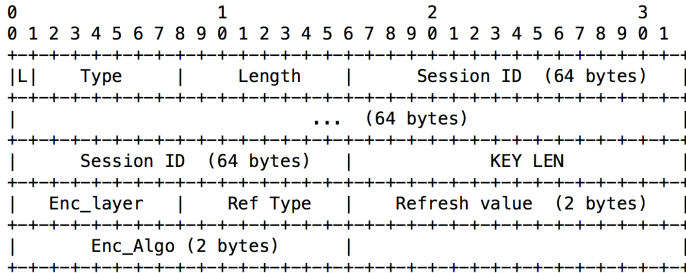 0                   1                   2                   3
0 1 2 3 4 5 6 7 8 9 0 1 2 3 4 5 6 7 8 9 0 1 2 3 4 5 6 7 8 9 0 1
+-+-+-+-+-+-+-+-+-+-+-+-+-+-+-+-+-+-+-+-+-+-+-+-+-+-+-+-+-+-+-+-+
|L|    Type     |     Length    |      Session ID  (64 bytes)   |
+-+-+-+-+-+-+-+-+-+-+-+-+-+-+-+-+-+-+-+-+-+-+-+-+-+-+-+-+-+-+-+-+
|                            ...  (64 bytes)                    |
+-+-+-+-+-+-+-+-+-+-+-+-+-+-+-+-+-+-+-+-+-+-+-+-+-+-+-+-+-+-+-+-+
|      Session ID  (64 bytes)   |             KEY LEN           |
+-+-+-+-+-+-+-+-+-+-+-+-+-+-+-+-+-+-+-+-+-+-+-+-+-+-+-+-+-+-+-+-+
|   Enc_layer   |    Ref Type   |    Refresh value  (2 bytes)   |
+-+-+-+-+-+-+-+-+-+-+-+-+-+-+-+-+-+-+-+-+-+-+-+-+-+-+-+-+-+-+-+-+
|       Enc_Algo (2 bytes)      |                               |
+-+-+-+-+-+-+-+-+-+-+-+-+-+-+-+-+-+-+-+-+-+-+-+-+-+-+-+-+-+-+-+-+